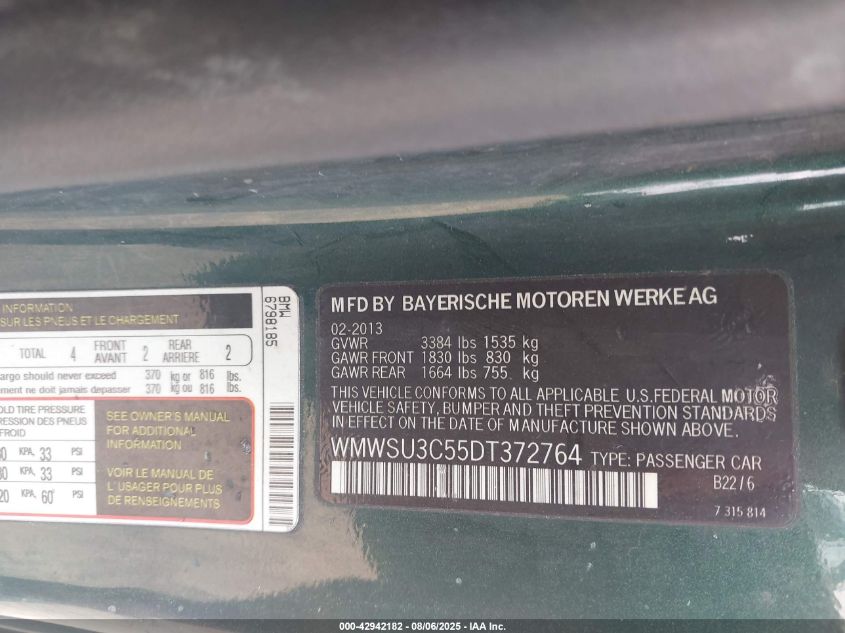 INFORMATION
SUR LES PNEUS ET LE CHARGEMENT
TOTAL 4 FRONT AVANT 2 REAR ARRIERE 2
cargo should never exceed 370 kg or 816 lbs.
ement ne doit jamais depasser 370 kg ou 816 lbs.
OLD TIRE PRESSURE
RESSION DES PNEUS
FROID
KPA, 33 PSI
KPA, 33 PSI
20 KPA, 60 PSI
SEE OWNER'S MANUAL
FOR ADDITIONAL
INFORMATION
VOIR LE MANUEL DE
L'USAGER POUR PLUS
DE RENSEIGNEMENTS
BMW
6798185
MFD BY BAYERISCHE MOTOREN WERKE AG
02-2013
GVWR 3384 lbs 1535 kg
GAWR FRONT 1830 lbs 830 kg
GAWR REAR 1664 lbs 755 kg
THIS VEHICLE CONFORMS TO ALL APPLICABLE U.S.FEDERAL MOTOR
VEHICLE SAFETY, BUMPER AND THEFT PREVENTION STANDARDS
IN EFFECT ON THE DATE OF MANUFACTURE SHOWN ABOVE.
WMWSU3C55DT372764 TYPE: PASSENGER CAR
B22/6
7 315 814
000-42942182 - 08/06/2025 - IAA Inc.